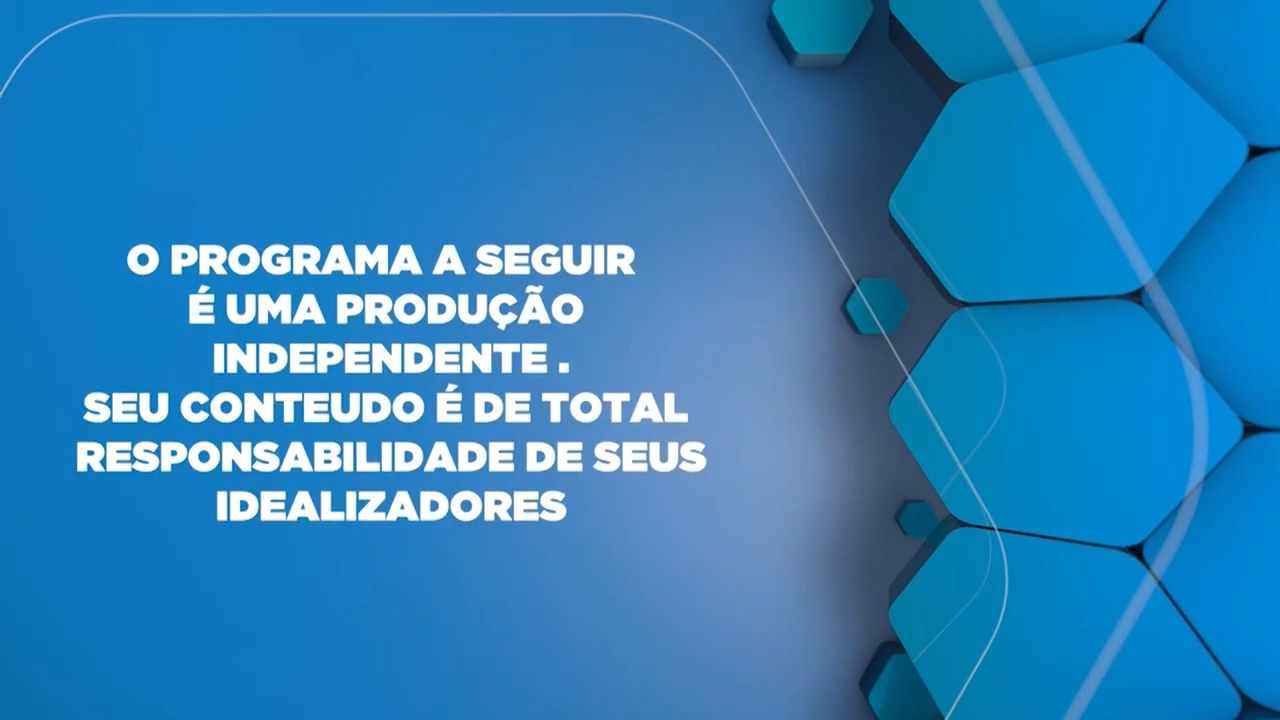 O PROGRAMA A SEGUIR
É UMA PRODUÇÃO
INDEPENDENTE .
SEU CONTEUDO É DE TOTAL
RESPONSABILIDADE DE SEUS
IDEALIZADORES